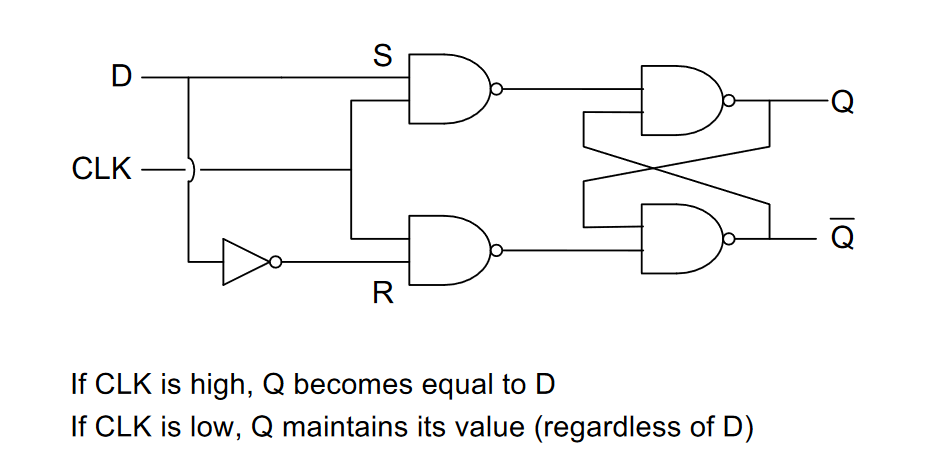 S
D
Q
CLK
Q̅
R
If CLK is high, Q becomes equal to D
If CLK is low, Q maintains its value (regardless of D)